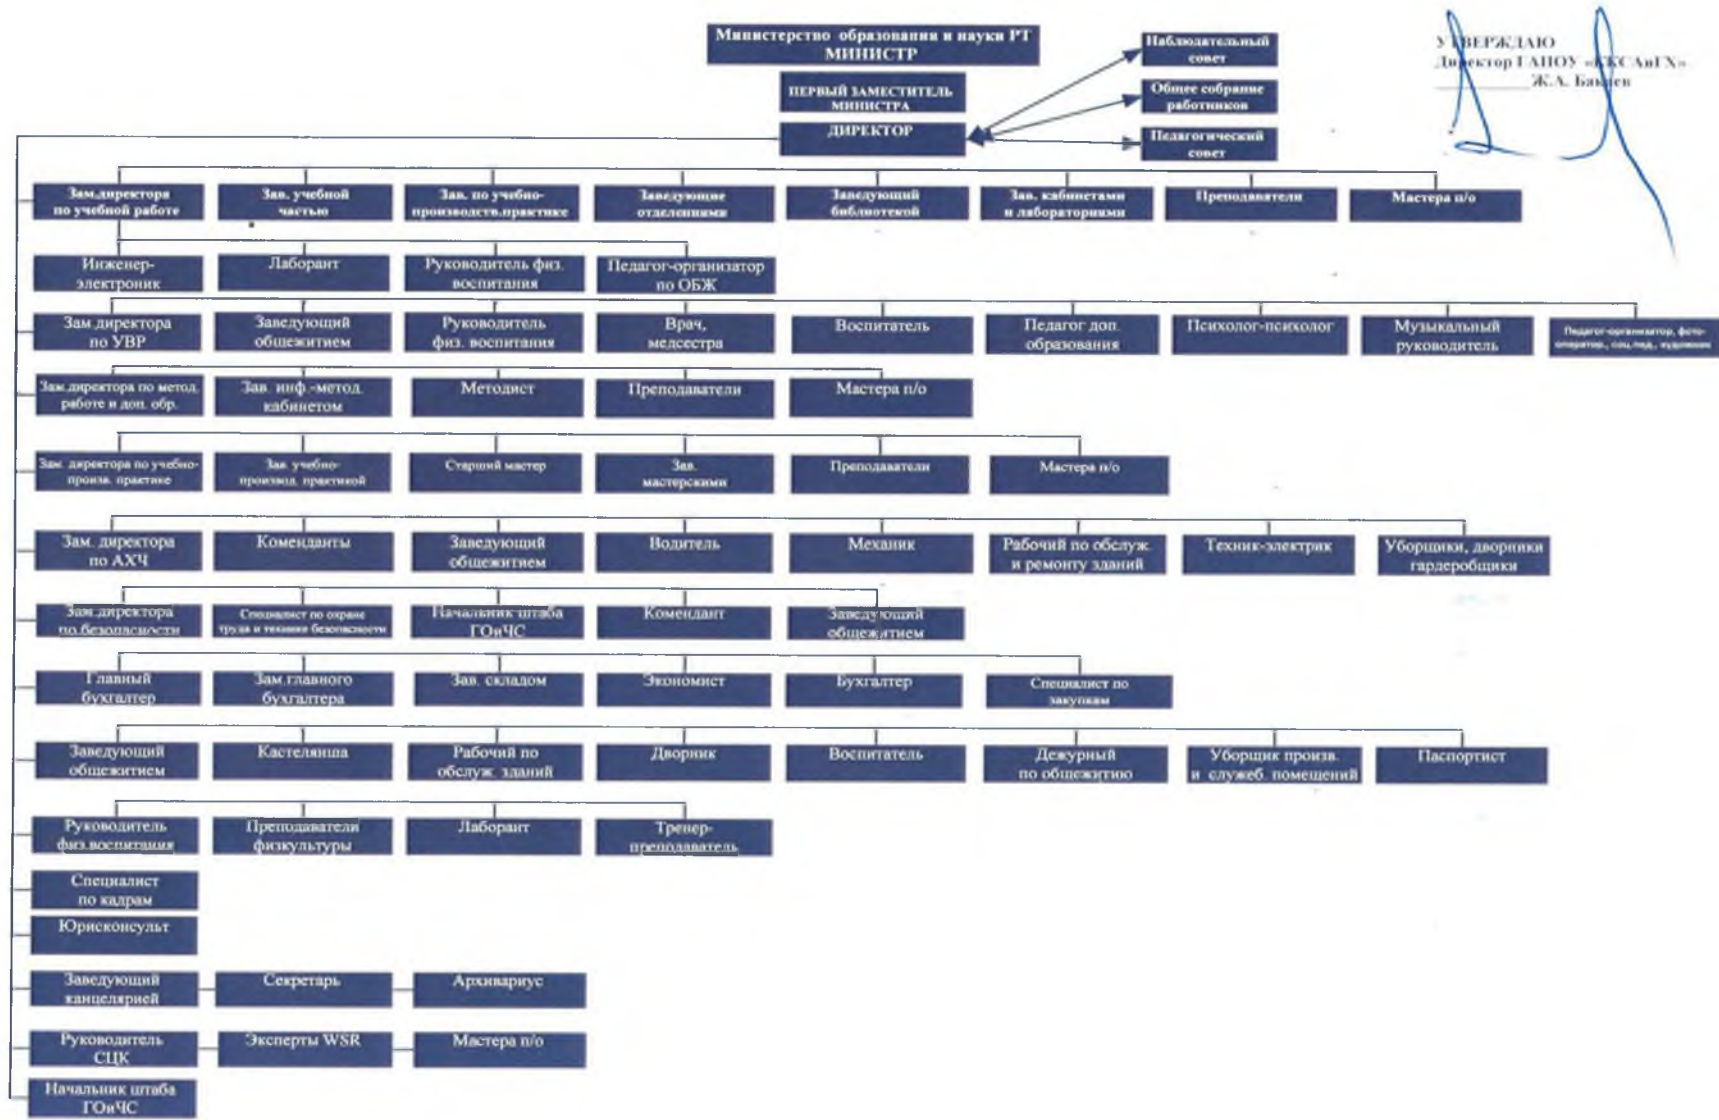 Министерство образования и науки РТ
МИНИСТР
ПЕРВЫЙ ЗАМЕСТИТЕЛЬ
МИНИСТРА
ДИРЕКТОР
Наблюдательный
совет
Общее собрание
работников
Педагогический
совет
УТВЕРЖДАЮ
Директор ГАПОУ «ККСАиГХ»
Ж.А.
Зам.директора
по учебной работе
Зав. учебной
частью
Зав. по учебно-
производств.практике
Заведующие
отделениями
Заведующий
библиотекой
Зав. кабинетами
и лабораториями
Преподаватели
Мастера п/о
Инженер-
электроник
Лаборант
Руководитель физ.
воспитания
Педагог-организатор
по ОБЖ
Зам.директора
по УВР
Заведующий
общежитием
Руководитель
физ. воспитания
Врач,
медсестра
Воспитатель
Педагог доп.
образования
Психолог-психолог
Музыкальный
руководитель
Педагог-организатор, фото-
оператор., соц.пед., художник
Зам.директора по метод.
работе и доп. обр.
Зав. инф.-метод.
кабинетом
Методист
Преподаватели
Мастера п/о
Зам. директора по учебно-
произв. практике
Зав. учебно-
производ. практикой
Старший мастер
Зав.
мастерскими
Преподаватели
Мастера п/о
Зам. директора
по АХЧ
Коменданты
Заведующий
общежитием
Водитель
Механик
Рабочий по обслуж.
и ремонту зданий
Техник-электрик
Уборщики, дворники
гардеробщики
Зам.директора
по безопасности
Специалист по охране
труда и технике безопасности
Начальник штаба
ГОиЧС
Комендант
Заведующий
общежитием
Главный
бухгалтер
Зам.главного
бухгалтера
Зав. складом
Экономист
Бухгалтер
Специалист по
закупкам
Заведующий
общежитием
Кастелянша
Рабочий по
обслуж. зданий
Дворник
Воспитатель
Дежурный
по общежитию
Уборщик произв.
и служеб. помещений
Паспортист
Руководитель
физ.воспитания
Преподаватели
физкультуры
Лаборант
Тренер-
преподаватель
Специалист
по кадрам
Юрисконсульт
Заведующий
канцелярией
Секретарь
Архивариус
Руководитель
СЦК
Эксперты WSR
Мастера п/о
Начальник штаба
ГОиЧС